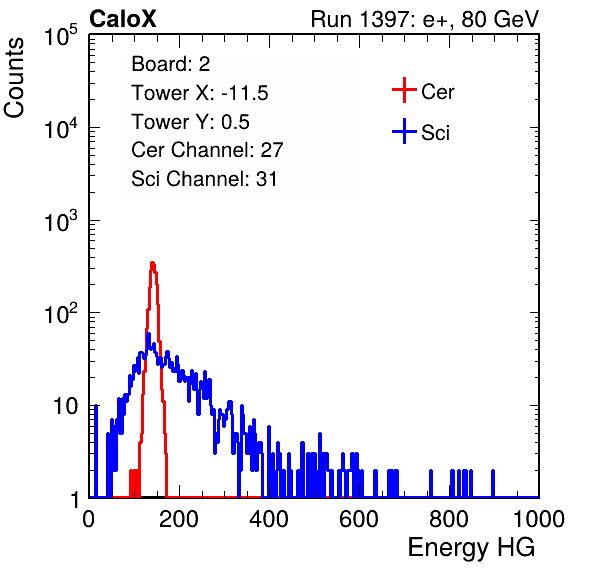 CaloX Run 1397: e+, 80 GeV
Counts
10^5
10^4
10^3
10^2
10
1
Board: 2
Tower X: -11.5
Tower Y: 0.5
Cer Channel: 27
Sci Channel: 31
Cer
Sci
0 200 400 600 800 1000
Energy HG